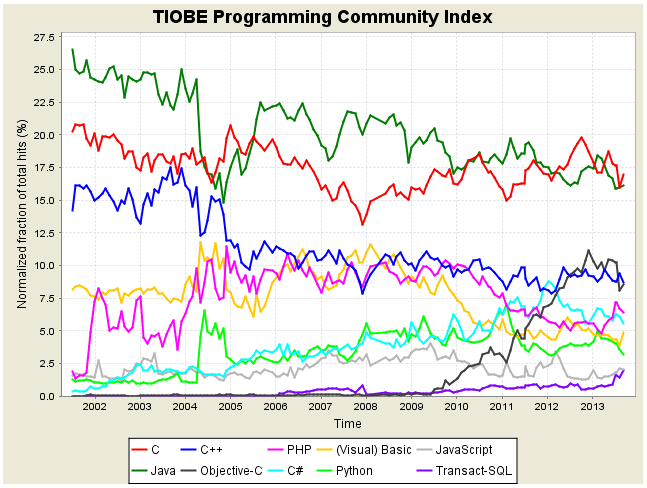 TIOBE Programming Community Index
Normalized fraction of total hits (%)
27.5
25.0
22.5
20.0
17.5
15.0
12.5
10.0
7.5
5.0
2.5
0.0
2002 2003 2004 2005 2006 2007 2008 2009 2010 2011 2012 2013
Time
C C++ PHP (Visual) Basic JavaScript
Java Objective-C C# Python Transact-SQL